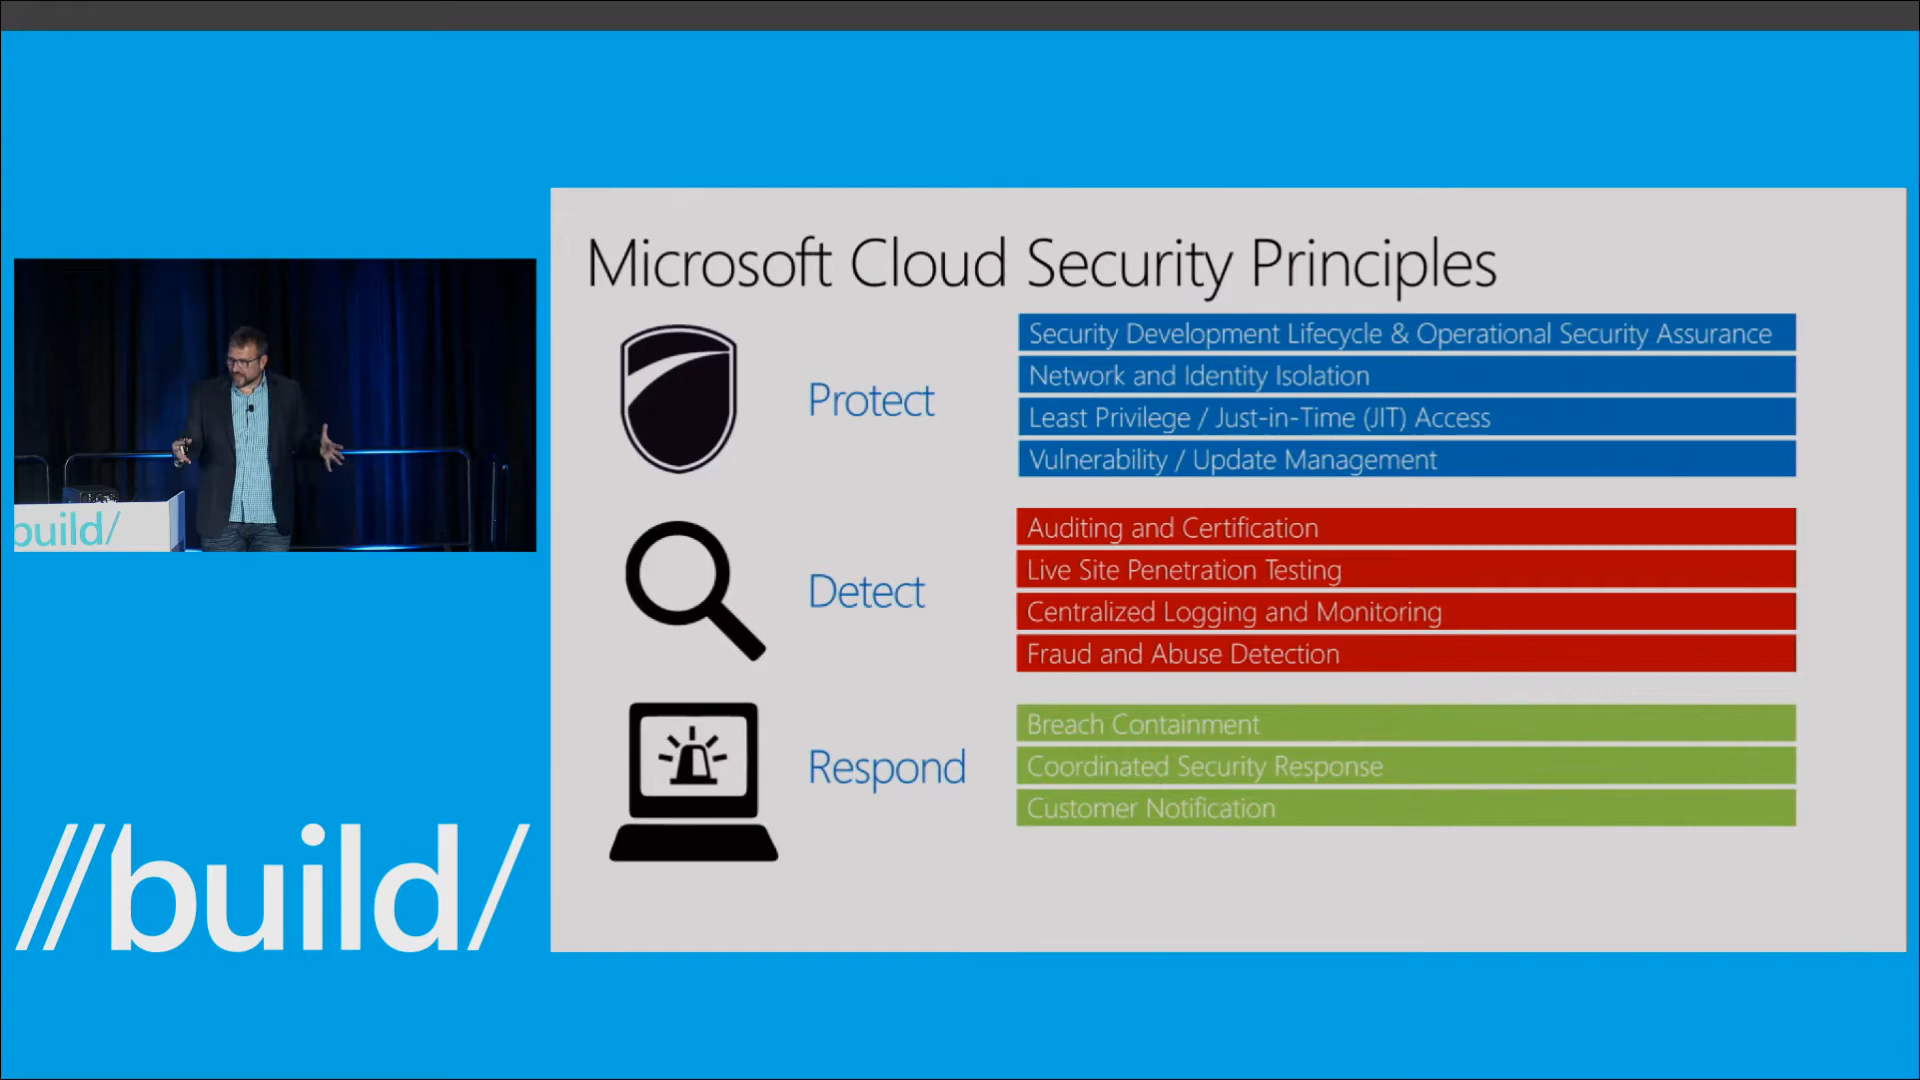 Microsoft Cloud Security Principles
Protect
Security Development Lifecycle & Operational Security Assurance
Network and Identity Isolation
Least Privilege / Just-in-Time (JIT) Access
Vulnerability / Update Management
Detect
Auditing and Certification
Live Site Penetration Testing
Centralized Logging and Monitoring
Fraud and Abuse Detection
Respond
Breach Containment
Coordinated Security Response
Customer Notification
build/
//build/